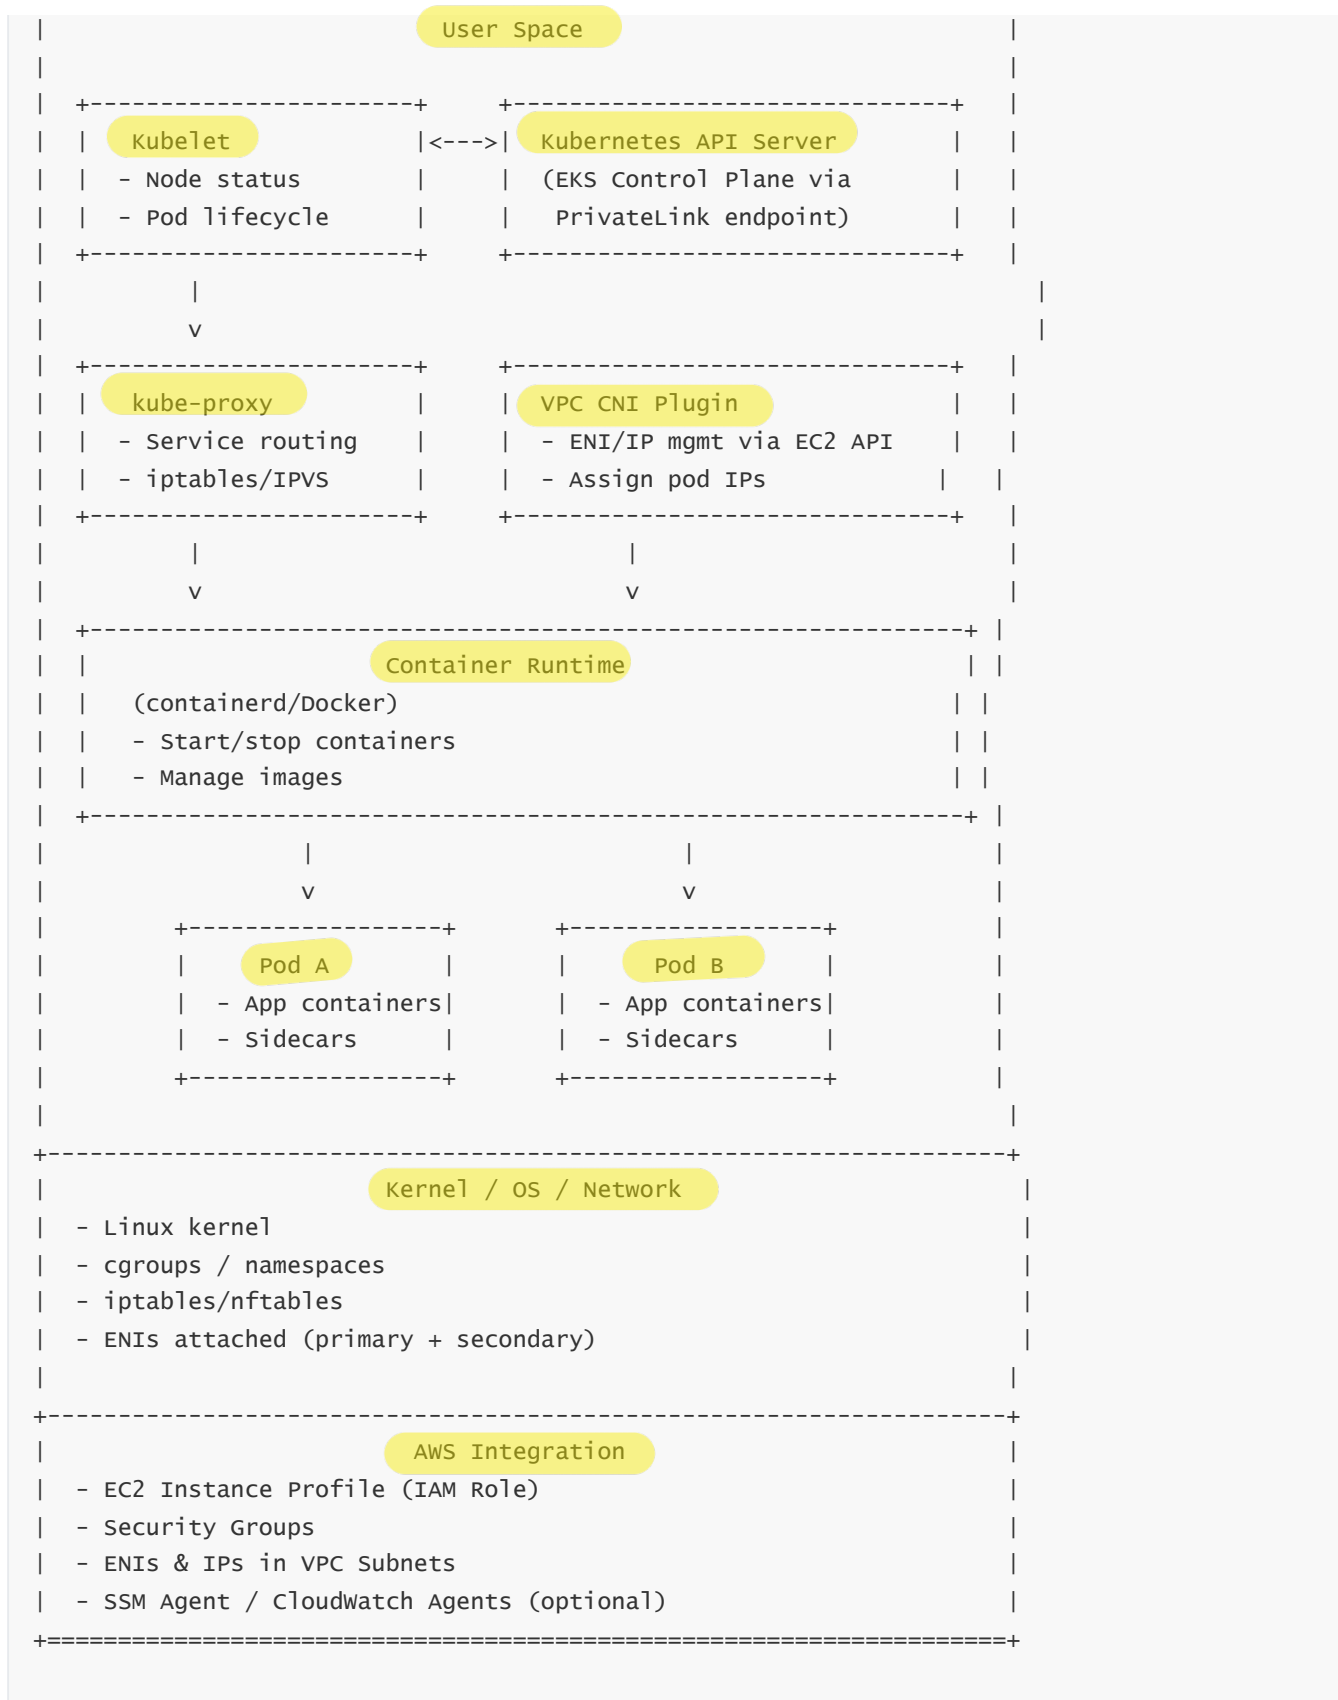 |                            User Space                              |
|                                                                    |
|  +-----------------------+     +-------------------------------+   |
|  |   Kubelet             |<--->|  Kubernetes API Server        |   |
|  |  - Node status        |     |  (EKS Control Plane via       |   |
|  |  - Pod lifecycle      |     |   PrivateLink endpoint)       |   |
|  +-----------------------+     +-------------------------------+   |
|          |                                                           |
|          v                                                           |
|  +-----------------------+     +-------------------------------+   |
|  |   kube-proxy          |     |  VPC CNI Plugin               |   |
|  |  - Service routing    |     |  - ENI/IP mgmt via EC2 API    |   |
|  |  - iptables/IPVS      |     |  - Assign pod IPs            |   |
|  +-----------------------+     +-------------------------------+   |
|          |                              |                          |
|          v                              v                          |
|  +--------------------------------------------------------------+ |
|  |                     Container Runtime                        | |
|  |   (containerd/Docker)                                       | |
|  |   - Start/stop containers                                   | |
|  |   - Manage images                                           | |
|  +--------------------------------------------------------------+ |
|                  |                          |                     |
|                  v                          v                     |
|         +------------------+       +------------------+           |
|         |     Pod A        |       |      Pod B       |           |
|         |  - App containers|       |  - App containers|           |
|         |  - Sidecars      |       |  - Sidecars      |           |
|         +------------------+       +------------------+           |
|                                                                    |
+--------------------------------------------------------------------+
|                        Kernel / OS / Network                        |
|  - Linux kernel                                                     |
|  - cgroups / namespaces                                             |
|  - iptables/nftables                                                |
|  - ENIs attached (primary + secondary)                              |
|                                                                    |
+--------------------------------------------------------------------+
|                          AWS Integration                           |
|  - EC2 Instance Profile (IAM Role)                                 |
|  - Security Groups                                                 |
|  - ENIs & IPs in VPC Subnets                                       |
|  - SSM Agent / CloudWatch Agents (optional)                        |
+====================================================================+